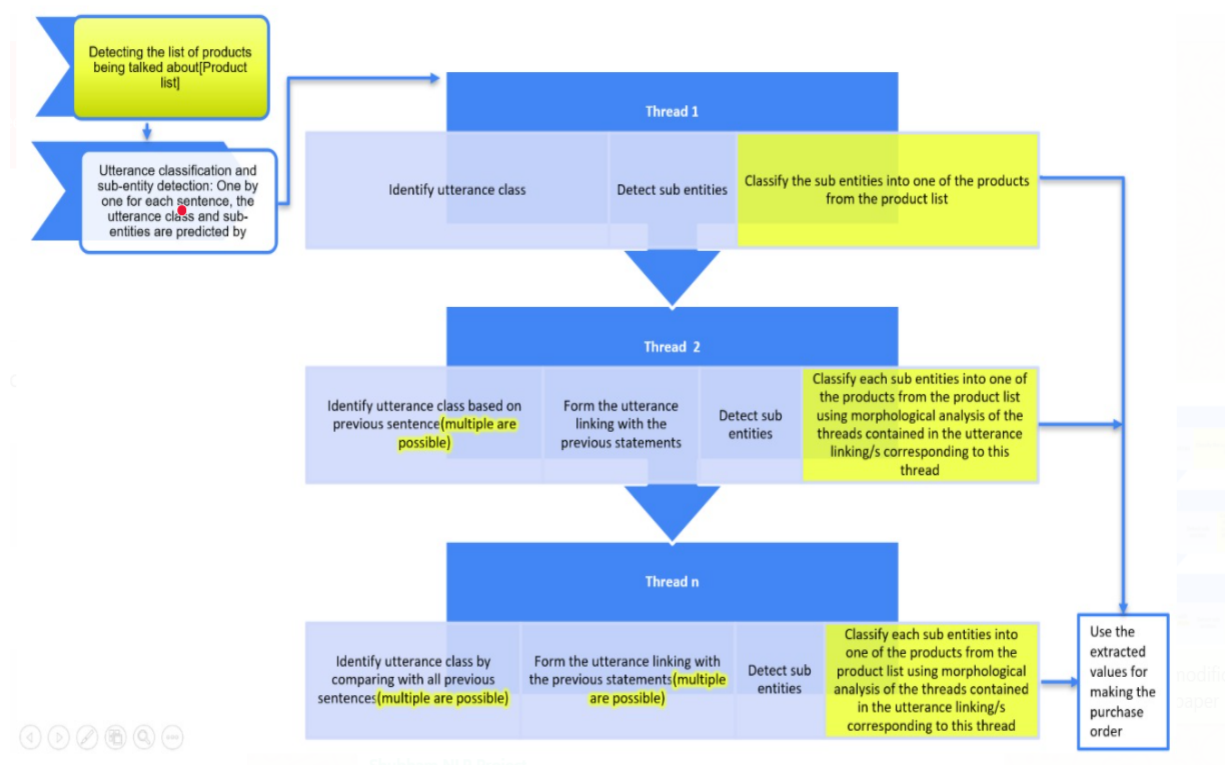 Detecting the list of products
being talked about[Product
list]
Utterance classification and
sub-entity detection: One by
one for each sentence, the
utterance class and sub-
entities are predicted by
Thread 1
Identify utterance class
Detect sub entities
Classify the sub entities into one of the products
from the product list
Thread 2
Identify utterance class based on
previous sentence(multiple are
possible)
Form the utterance
linking with the
previous statements
Detect sub
entities
Classify each sub entities into one of
the products from the product list
using morphological analysis of the
threads contained in the utterance
linking/s corresponding to this
thread
Thread n
Identify utterance class by
comparing with all previous
sentences(multiple are possible)
Form the utterance linking with
the previous statements(multiple
are possible)
Detect sub
entities
Classify each sub entities into
one of the products from the
product list using morphological
analysis of the threads contained
in the utterance linking/s
corresponding to this thread
Use the
extracted
values for
making the
purchase
order